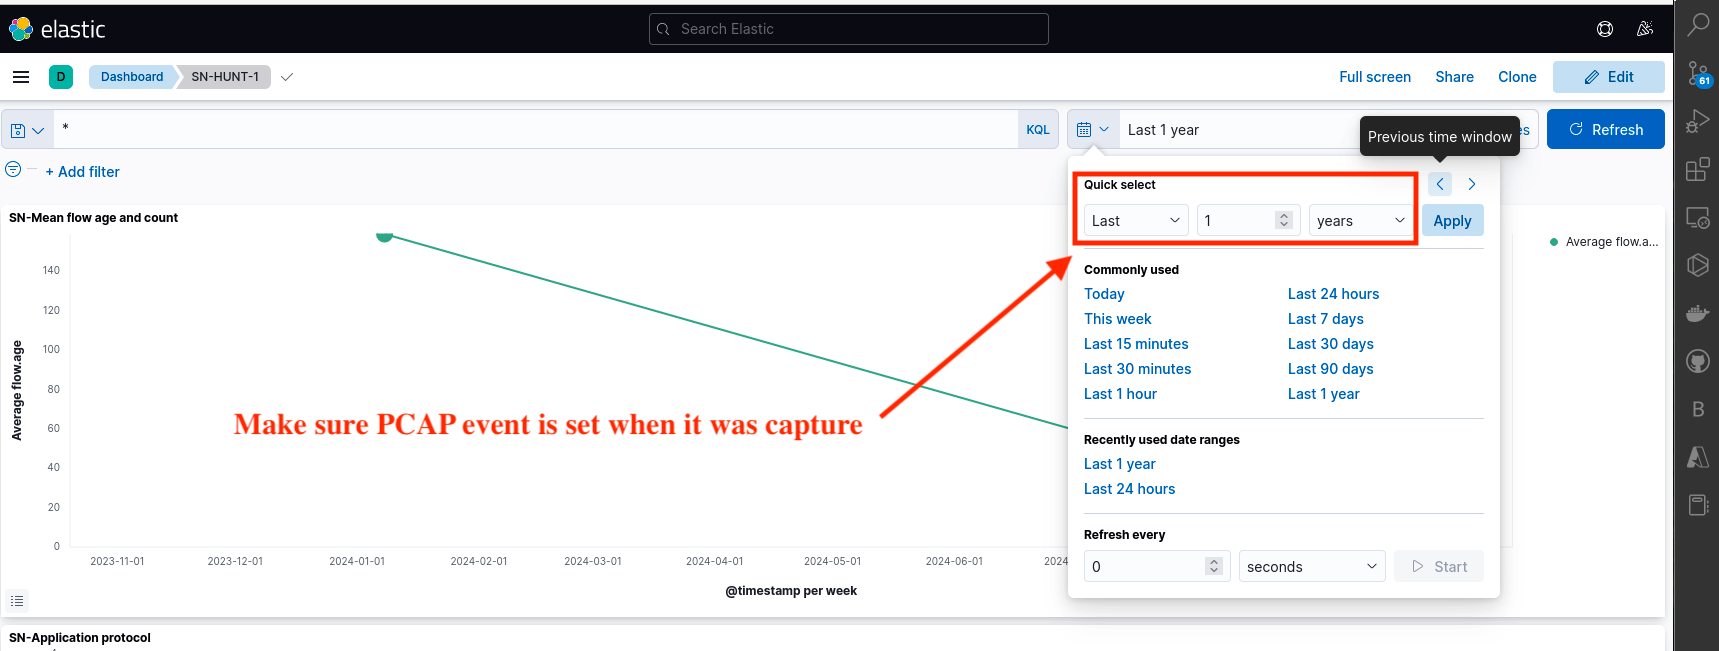 elastic
Search Elastic
D
Dashboard
SN-HUNT-1
Full screen
Share
Clone
Edit
61
*
KQL
Last 1 year
Previous time window
es
Refresh
+ Add filter
Quick select
Last
1
years
Apply
SN-Mean flow age and count
Average flow.a...
Commonly used
Today
Last 24 hours
This week
Last 7 days
Last 15 minutes
Last 30 days
Last 30 minutes
Last 90 days
Last 1 hour
Last 1 year
Make sure PCAP event is set when it was capture
Recently used date ranges
Last 1 year
Last 24 hours
Refresh every
0
seconds
Start
Average flow.age
140
120
100
80
60
40
20
0
2023-11-01
2023-12-01
2024-01-01
2024-02-01
2024-03-01
2024-04-01
2024-05-01
2024-06-01
2024
@timestamp per week
SN-Application protocol
B